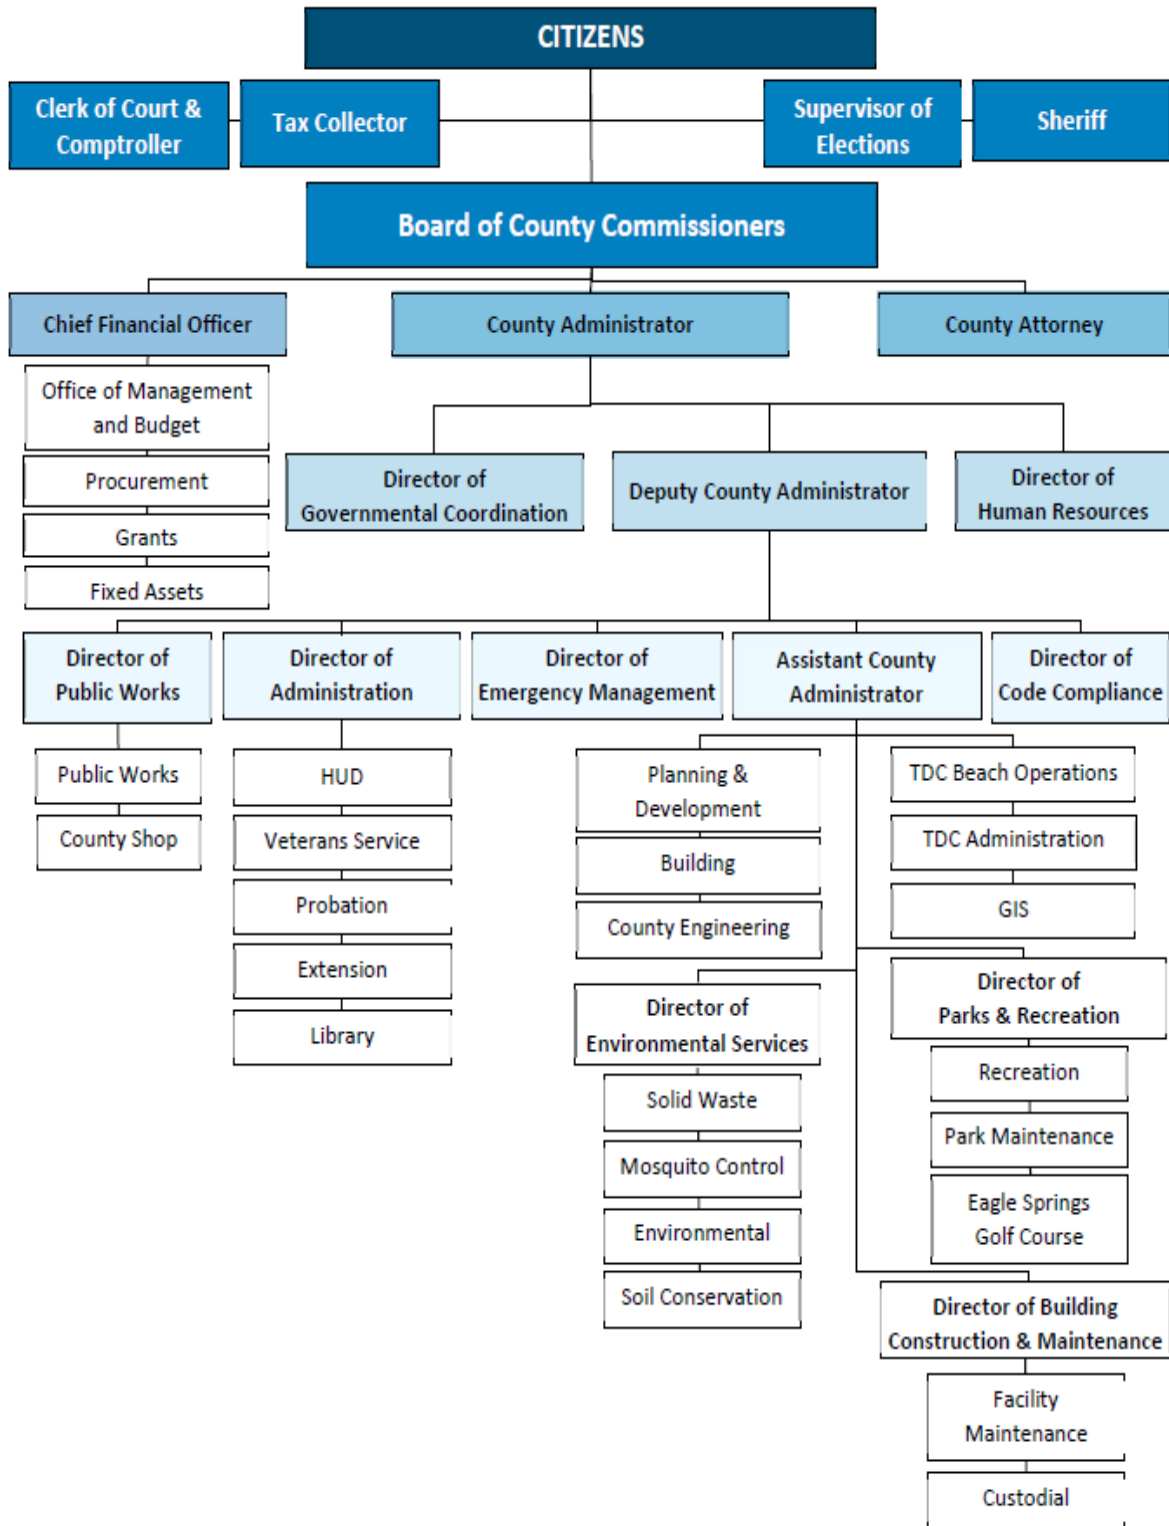 CITIZENS
Clerk of Court &
Comptroller
Tax Collector
Supervisor of
Elections
Sheriff
Board of County Commissioners
Chief Financial Officer
County Administrator
County Attorney
Office of Management
and Budget
Procurement
Grants
Fixed Assets
Director of
Governmental Coordination
Deputy County Administrator
Director of
Human Resources
Director of
Public Works
Director of
Administration
Director of
Emergency Management
Assistant County
Administrator
Director of
Code Compliance
Public Works
County Shop
HUD
Veterans Service
Probation
Extension
Library
Planning &
Development
Building
County Engineering
TDC Beach Operations
TDC Administration
GIS
Director of
Environmental Services
Solid Waste
Mosquito Control
Environmental
Soil Conservation
Director of
Parks & Recreation
Recreation
Park Maintenance
Eagle Springs
Golf Course
Director of Building
Construction & Maintenance
Facility
Maintenance
Custodial